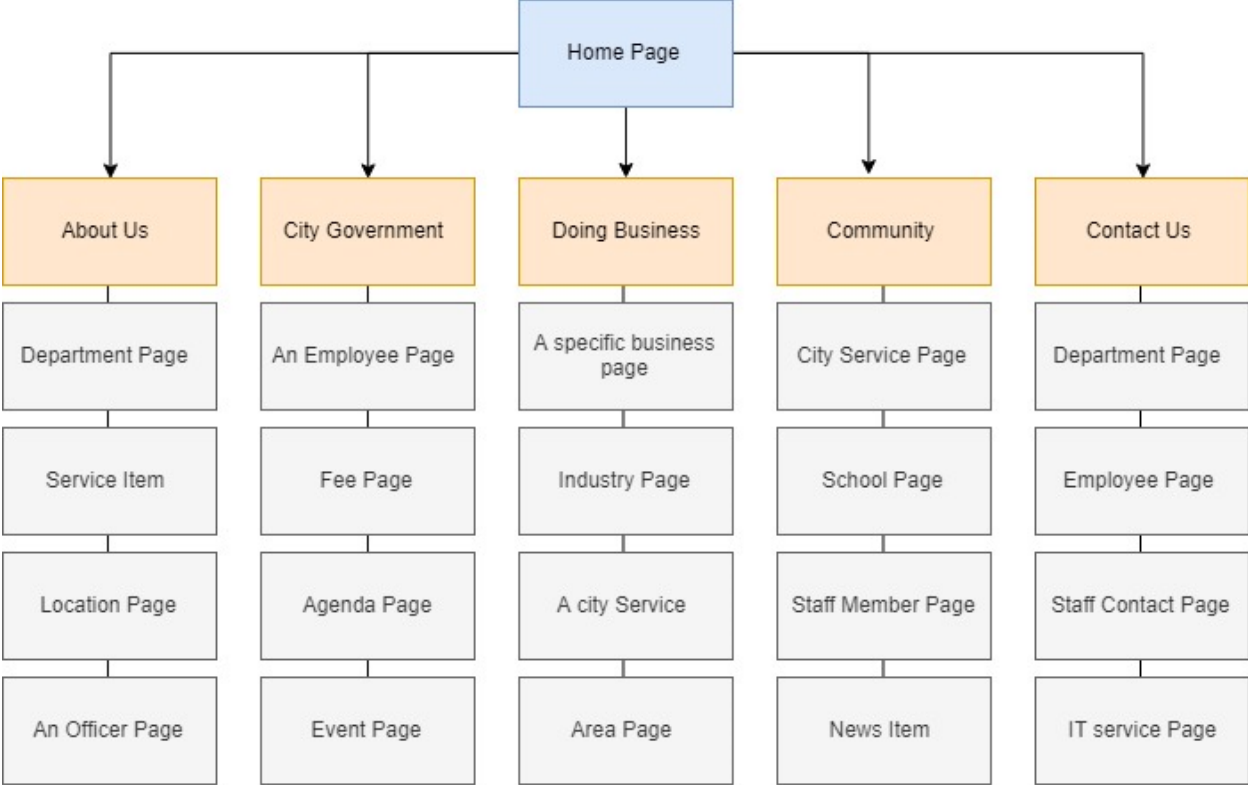 Home Page
About Us
City Government
Doing Business
Community
Contact Us
Department Page
An Employee Page
A specific business
page
City Service Page
Department Page
Service Item
Fee Page
Industry Page
School Page
Employee Page
Location Page
Agenda Page
A city Service
Staff Member Page
Staff Contact Page
An Officer Page
Event Page
Area Page
News Item
IT service Page